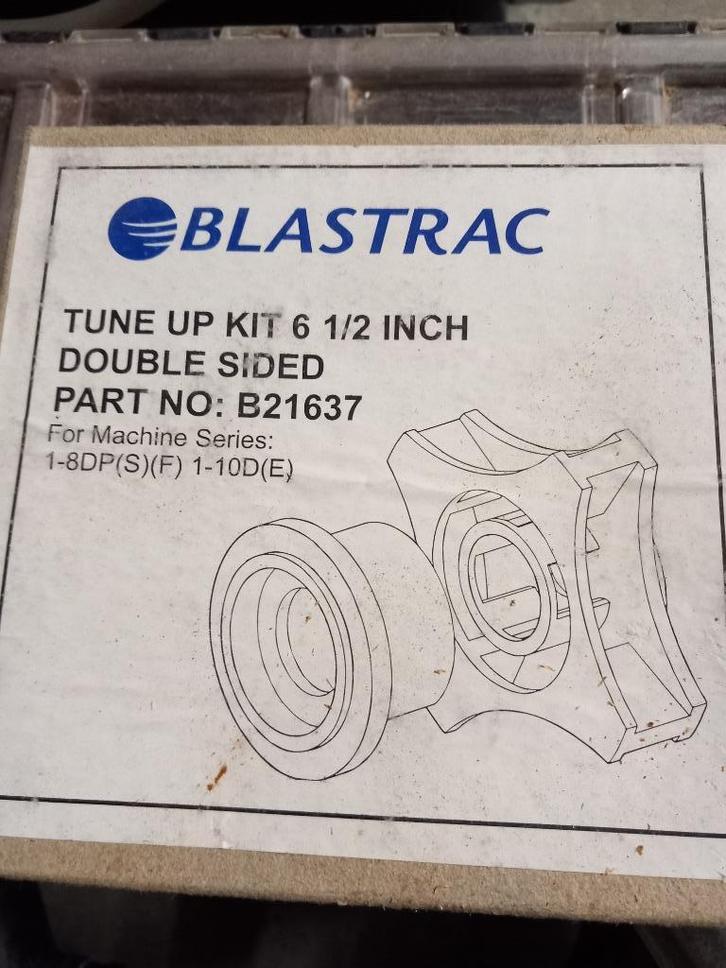 BLASTRAC
TUNE UP KIT 6 1/2 INCH
DOUBLE SIDED
PART NO: B21637
For Machine Series:
1-8DP(S)(F) 1-10D(E)